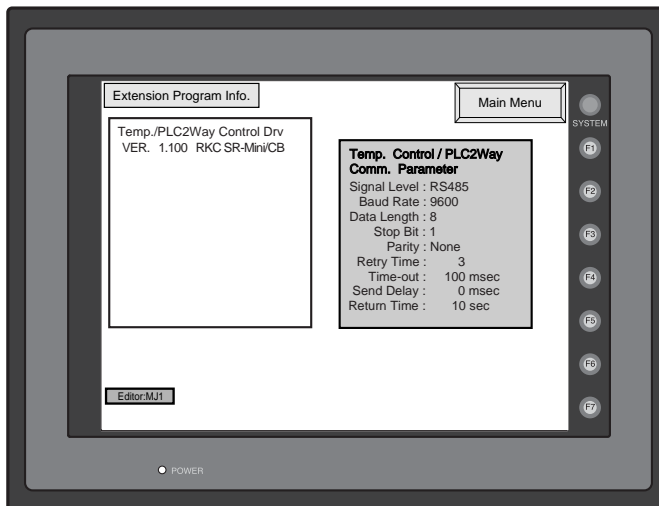 Extension Program Info.
Main Menu
SYSTEM
Temp./PLC2Way Control Drv
VER. 1.100 RKC SR-Mini/CB
Temp. Control / PLC2Way
Comm. Parameter
Signal Level : RS485
Baud Rate : 9600
Data Length : 8
Stop Bit : 1
Parity : None
Retry Time : 3
Time-out : 100 msec
Send Delay : 0 msec
Return Time : 10 sec
F1
F2
F3
F4
F5
F6
F7
Editor:MJ1
POWER